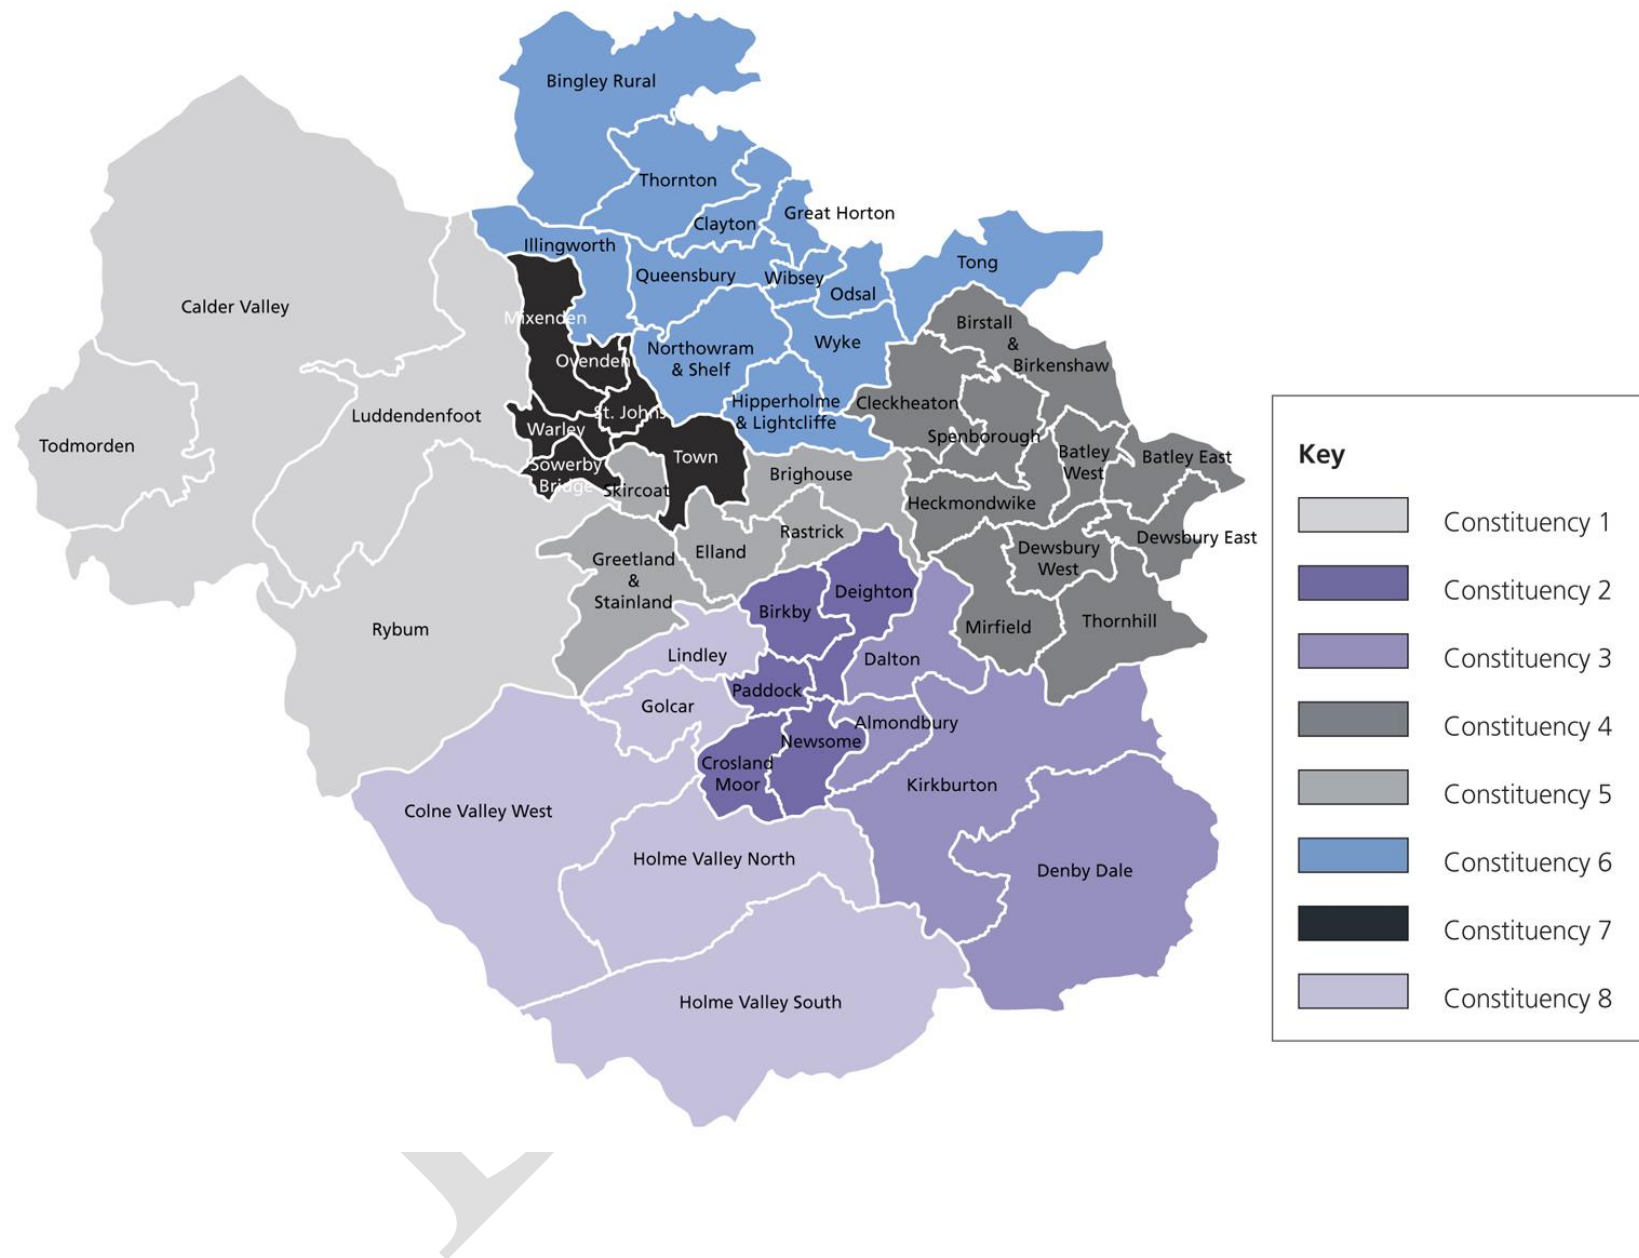 Bingley Rural
Thornton
Great Horton
Clayton
Illingworth
Queensbury
Wibsey
Tong
Odsal
Calder Valley
Mixenden
Birstall
&
Birkenshaw
Wyke
Northowram
& Shelf
Ovenden
Hipperholme
& Lightcliffe
Cleckheaton
Luddendenfoot
St. Johns
Warley
Spenborough
Todmorden
Batley
West
Batley East
Town
Sowerby
Bridge
Skircoat
Brighouse
Heckmondwike
Rastrick
Dewsbury East
Elland
Dewsbury
West
Greetland
&
Stainland
Deighton
Birkby
Thornhill
Mirfield
Rybum
Lindley
Dalton
Paddock
Golcar
Almondbury
Newsome
Crosland
Moor
Kirkburton
Colne Valley West
Holme Valley North
Denby Dale
Holme Valley South
Key
Constituency 1
Constituency 2
Constituency 3
Constituency 4
Constituency 5
Constituency 6
Constituency 7
Constituency 8